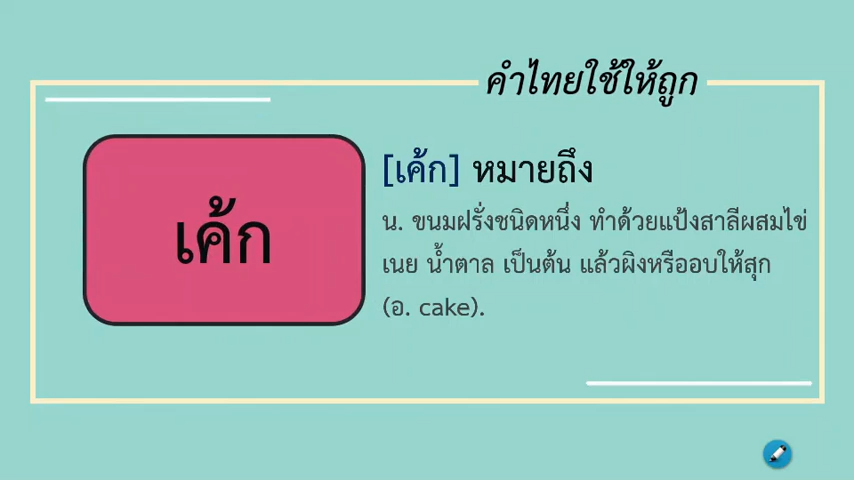 คำไทยใช้ให้ถูก
เค้ก
[เค้ก] หมายถึง
น. ขนมฝรั่งชนิดหนึ่ง ทำด้วยแป้งสาลีผสมไข่
เนย น้ำตาล เป็นต้น แล้วผิงหรืออบให้สุก
(อ. cake).